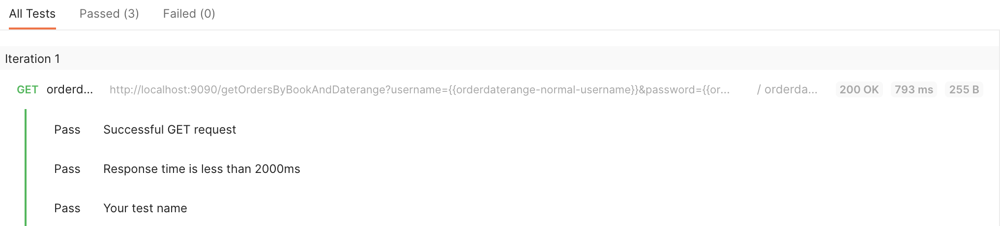 All Tests Passed (3) Failed (0)
Iteration 1
GET orderd... http://localhost:9090/getOrdersByBookAndDaterange?username={{orderdaterange-normal-username}}&password={{or... / orderda... 200 OK 793 ms 255 B
Pass Successful GET request
Pass Response time is less than 2000ms
Pass Your test name